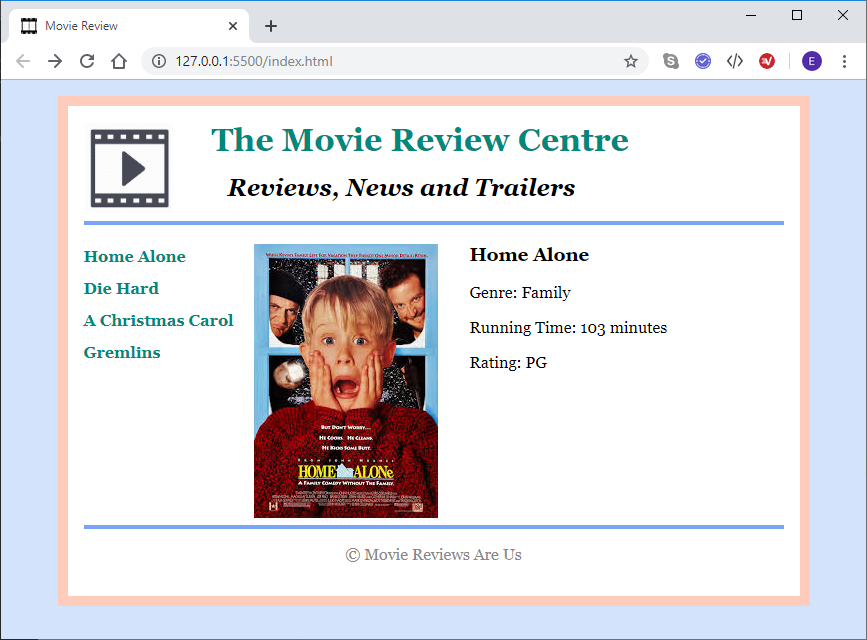 Movie Review
127.0.0.1:5500/index.html
E
The Movie Review Centre
Reviews, News and Trailers
Home Alone
Die Hard
A Christmas Carol
Gremlins
WHEN KEVIN'S FAMILY LEFT FOR VACATION THEY FORGOT ONE MINOR DETAIL: KEVIN.
BUT DON'T WORRY...
HE COOKS. HE CLEANS.
HE KICKS SOME BUTT.
FROM JOHN HUGHES
HOME ALONe
A FAMILY COMEDY WITHOUT THE FAMILY.
Home Alone
Genre: Family
Running Time: 103 minutes
Rating: PG
© Movie Reviews Are Us